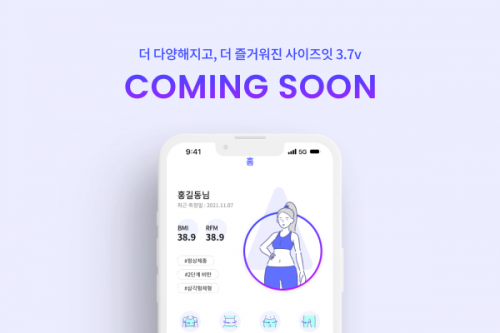 더 다양해지고, 더 즐거워진 사이즈잇 3.7v
COMING SOON
9:41 5G
홈
홍길동님
최근 측정일 : 2021.11.07
BMI RFM
38.9 38.9
#정상체중
#2단계 비만
#삼각형체형